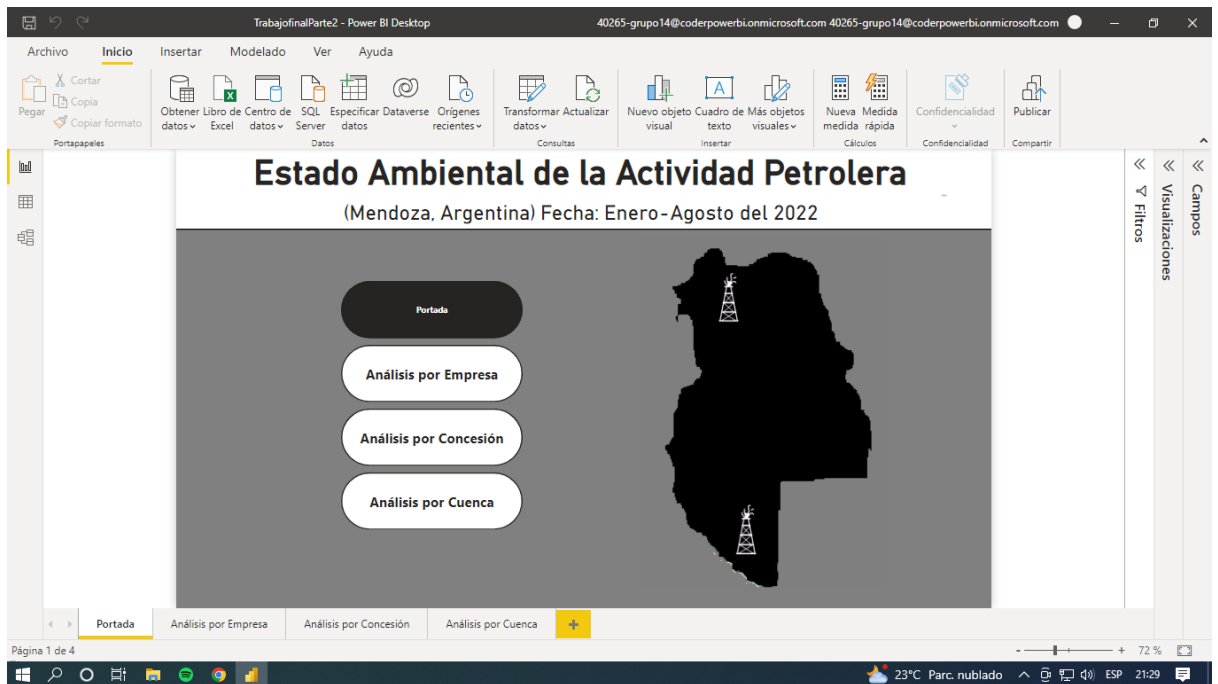 TrabajofinalParte2 - Power BI Desktop
40265-grupo14@coderpowerbi.onmicrosoft.com 40265-grupo14@coderpowerbi.onmicrosoft.com
Archivo Inicio Insertar Modelado Ver Ayuda
Pegar
Cortar
Copia
Copiar formato
Portapapeles
Obtener datos
Libro de Excel
Centro de datos
SQL Server
Especificar datos
Dataverse
Orígenes recientes
Datos
Transformar datos
Actualizar
Consultas
Nuevo objeto visual
Cuadro de texto
Más objetos visuales
Insertar
Nueva medida
Medida rápida
Cálculos
Confidencialidad
Confidencialidad
Publicar
Compartir
Estado Ambiental de la Actividad Petrolera
(Mendoza, Argentina) Fecha: Enero-Agosto del 2022
Portada
Análisis por Empresa
Análisis por Concesión
Análisis por Cuenca
Filtros
Visualizaciones
Campos
Portada Análisis por Empresa Análisis por Concesión Análisis por Cuenca +
Página 1 de 4
- + 72 %
23°C Parc. nublado ESP 21:29